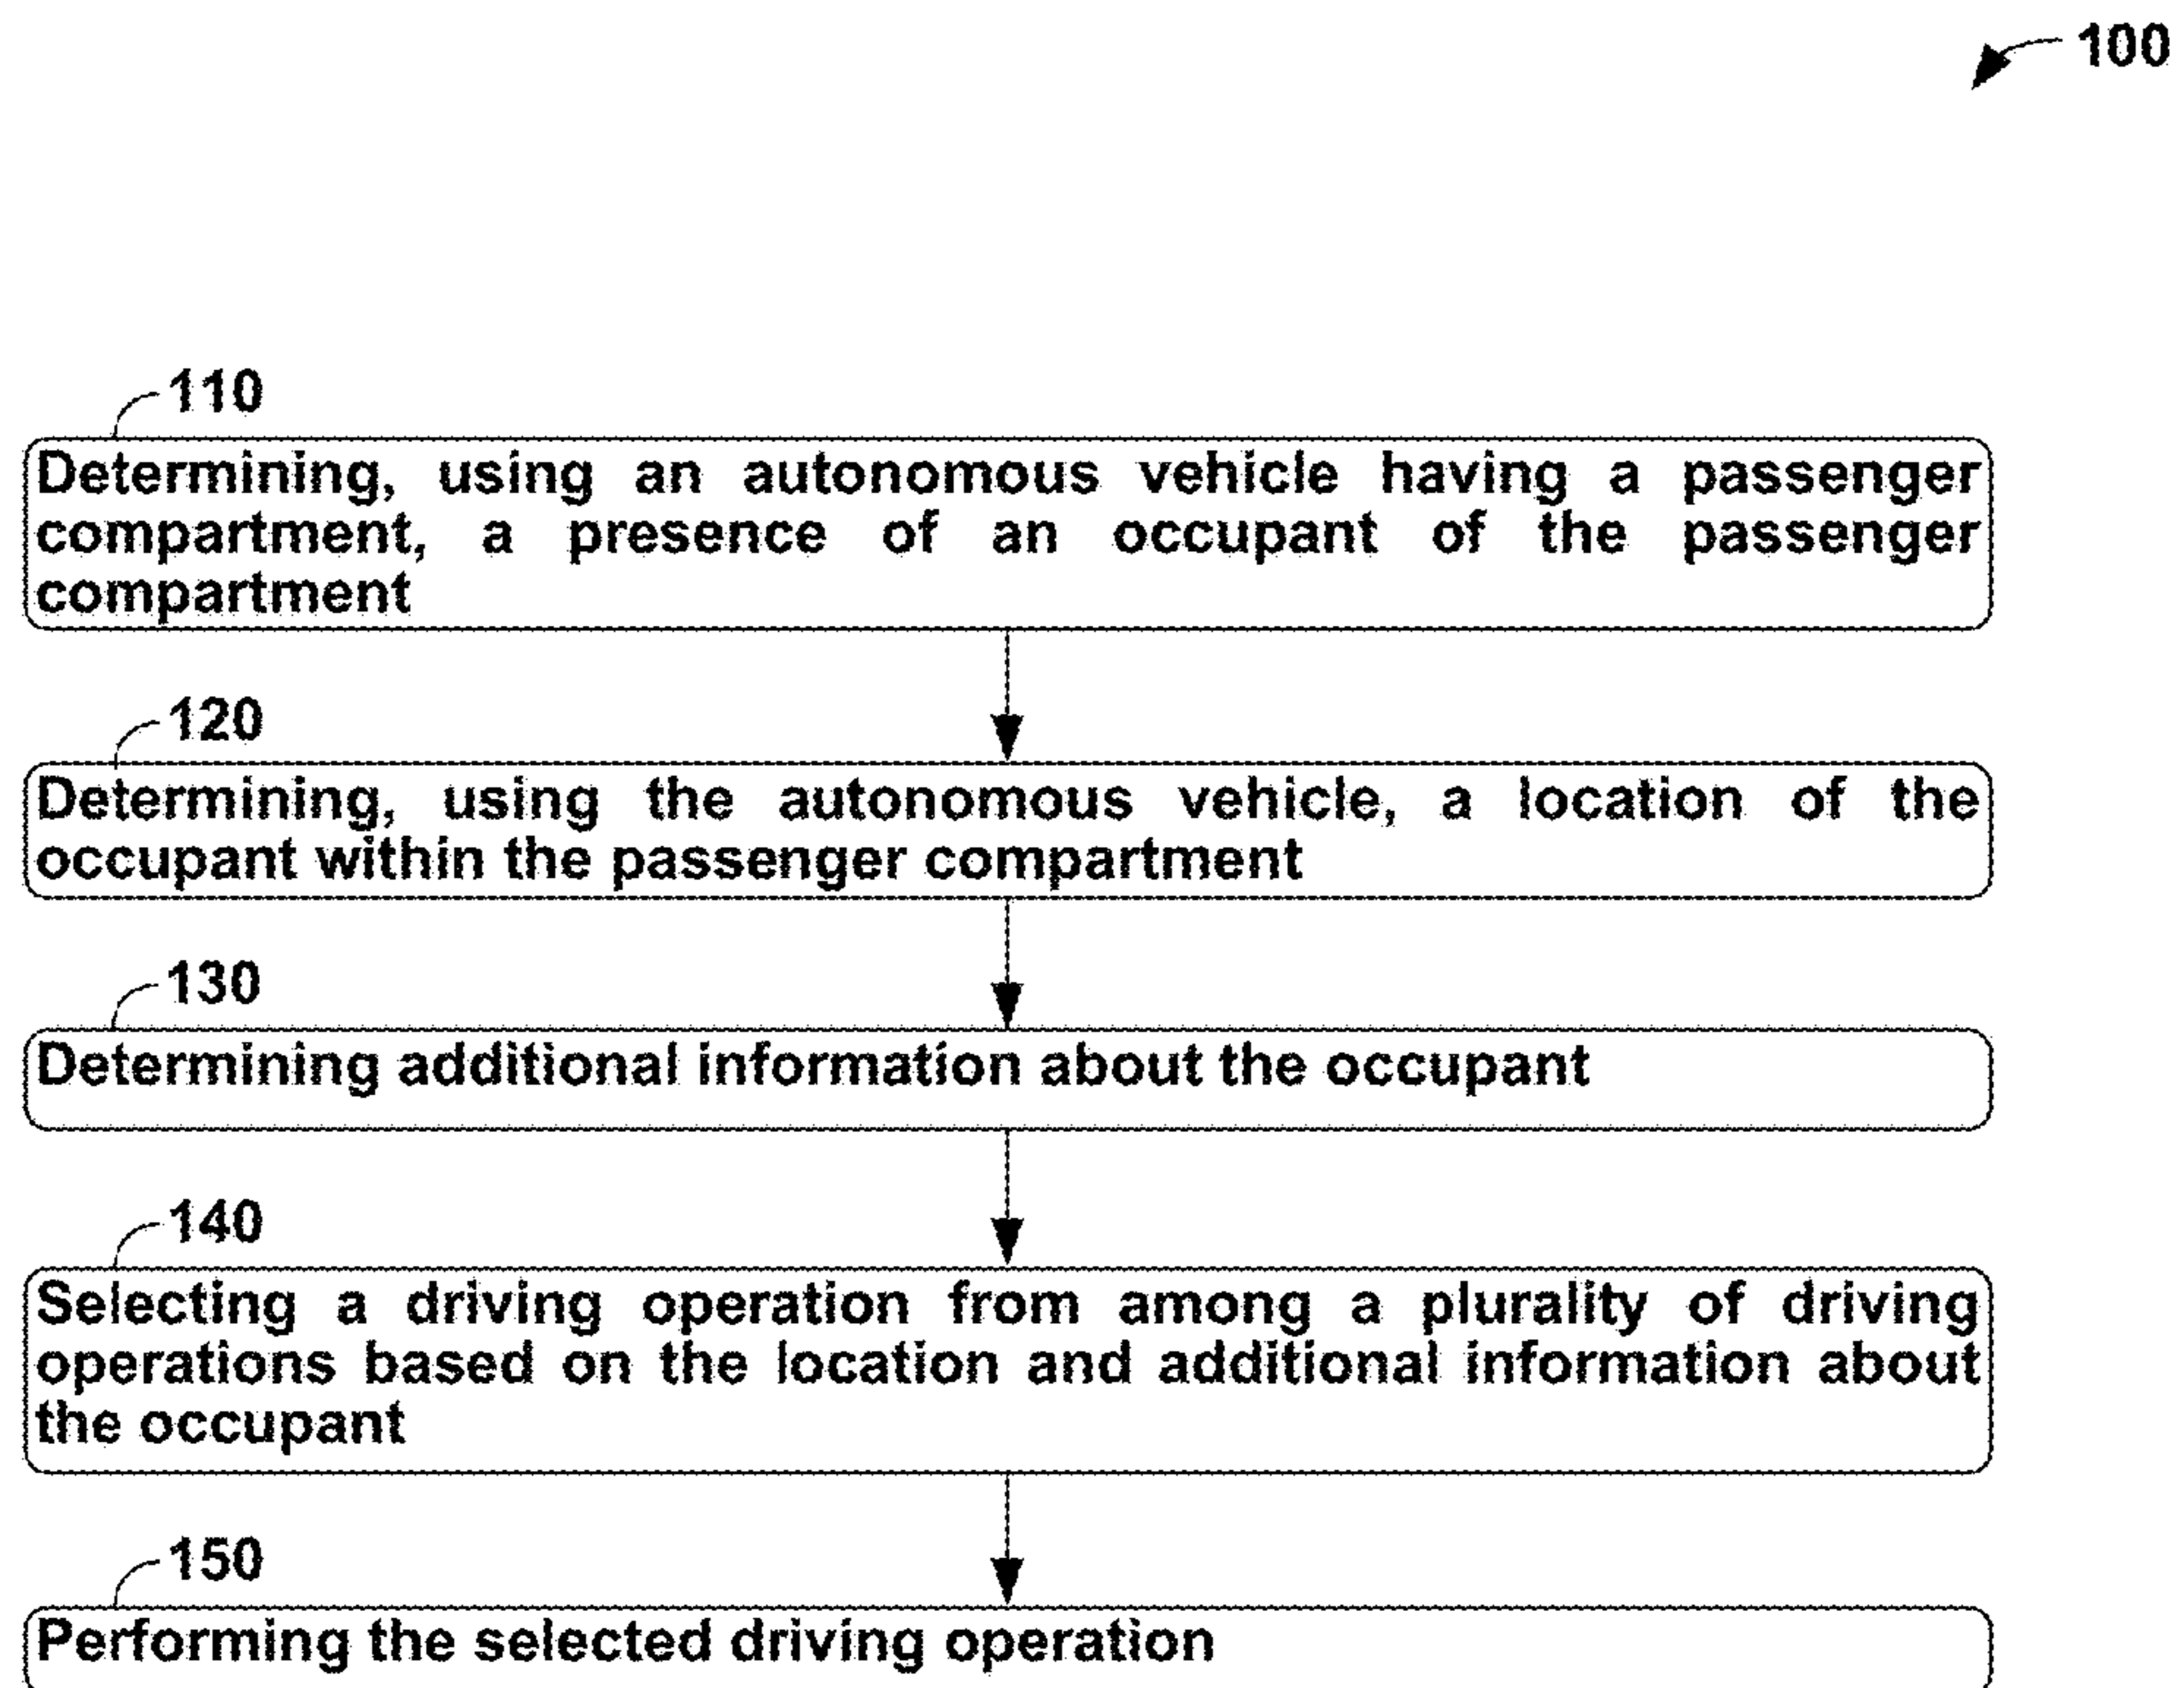 100
110
Determining, using an autonomous vehicle having a passenger
compartment, a presence of an occupant of the passenger
compartment
120
Determining, using the autonomous vehicle, a location of the
occupant within the passenger compartment
130
Determining additional information about the occupant
140
Selecting a driving operation from among a plurality of driving
operations based on the location and additional information about
the occupant
150
Performing the selected driving operation